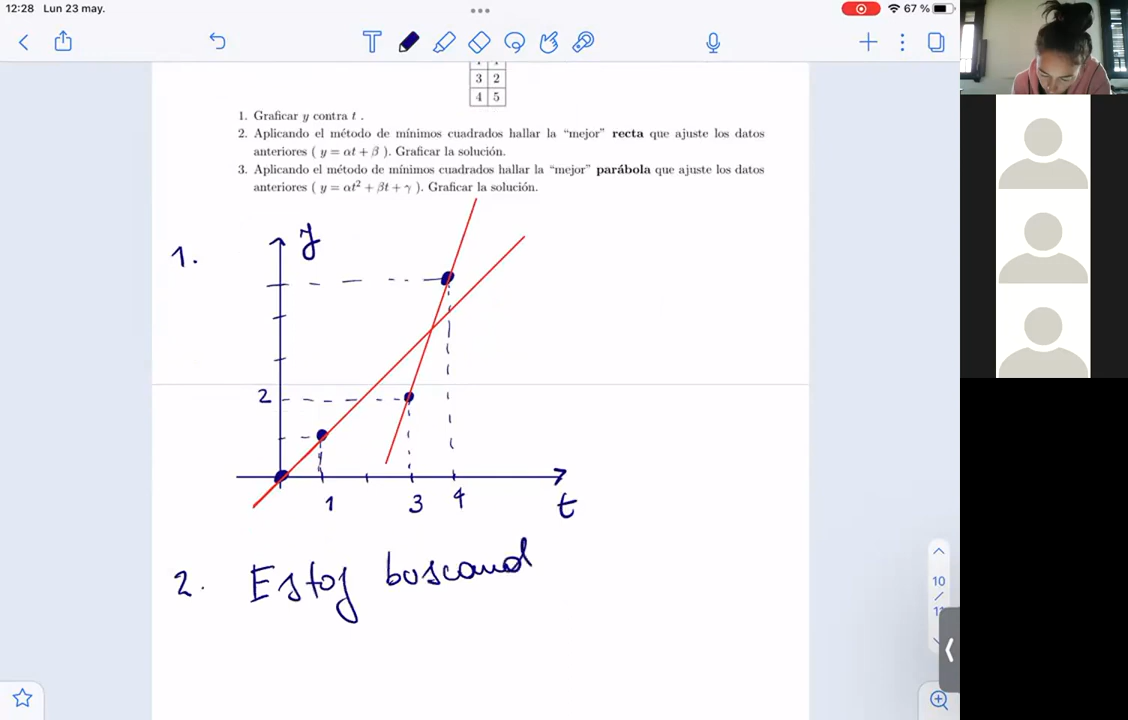 12:28 Lun 23 may.
67 %
3 2
4 5
1. Graficar y contra t .
2. Aplicando el método de mínimos cuadrados hallar la “mejor” recta que ajuste los datos
anteriores ( y = αt + β ). Graficar la solución.
3. Aplicando el método de mínimos cuadrados hallar la “mejor” parábola que ajuste los datos
anteriores ( y = αt² + βt + γ ). Graficar la solución.
1.
y
2
1 3 4
t
2. Estoy buscand
10
/